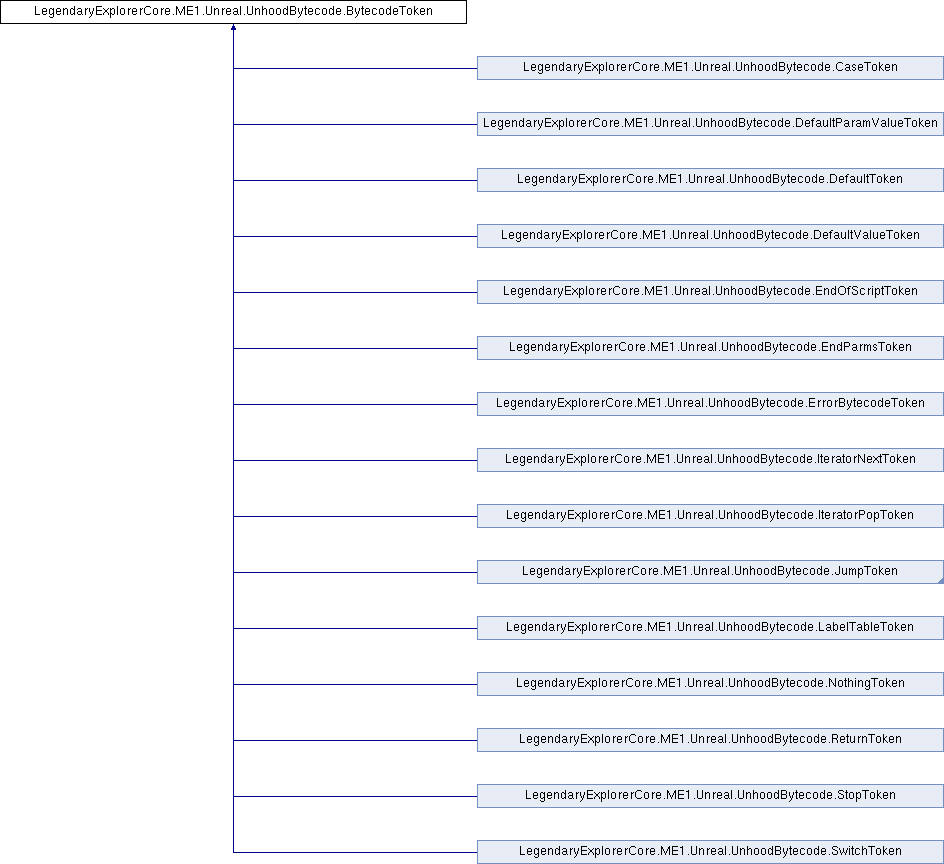 LegendaryExplorerCore.ME1.Unreal.UnhoodBytecode.BytecodeToken
LegendaryExplorerCore.ME1.Unreal.UnhoodBytecode.CaseToken
LegendaryExplorerCore.ME1.Unreal.UnhoodBytecode.DefaultParamValueToken
LegendaryExplorerCore.ME1.Unreal.UnhoodBytecode.DefaultToken
LegendaryExplorerCore.ME1.Unreal.UnhoodBytecode.DefaultValueToken
LegendaryExplorerCore.ME1.Unreal.UnhoodBytecode.EndOfScriptToken
LegendaryExplorerCore.ME1.Unreal.UnhoodBytecode.EndParmsToken
LegendaryExplorerCore.ME1.Unreal.UnhoodBytecode.ErrorBytecodeToken
LegendaryExplorerCore.ME1.Unreal.UnhoodBytecode.IteratorNextToken
LegendaryExplorerCore.ME1.Unreal.UnhoodBytecode.IteratorPopToken
LegendaryExplorerCore.ME1.Unreal.UnhoodBytecode.JumpToken
LegendaryExplorerCore.ME1.Unreal.UnhoodBytecode.LabelTableToken
LegendaryExplorerCore.ME1.Unreal.UnhoodBytecode.NothingToken
LegendaryExplorerCore.ME1.Unreal.UnhoodBytecode.ReturnToken
LegendaryExplorerCore.ME1.Unreal.UnhoodBytecode.StopToken
LegendaryExplorerCore.ME1.Unreal.UnhoodBytecode.SwitchToken